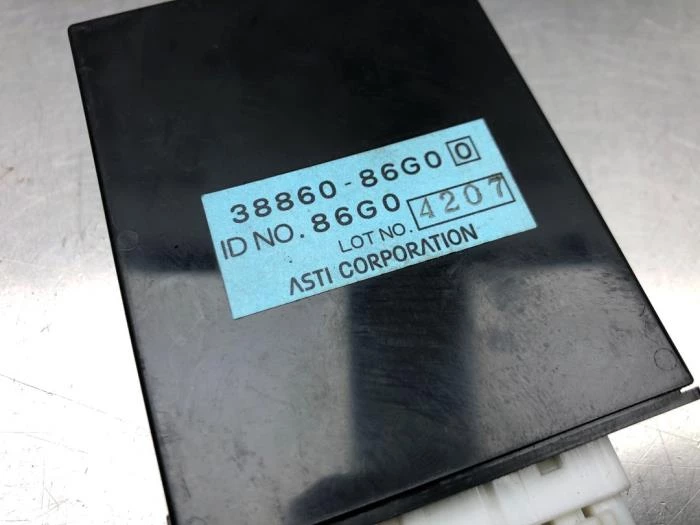 38860-86G0 0
ID NO. 86G0
LOT NO. 4207
ASTI CORPORATION